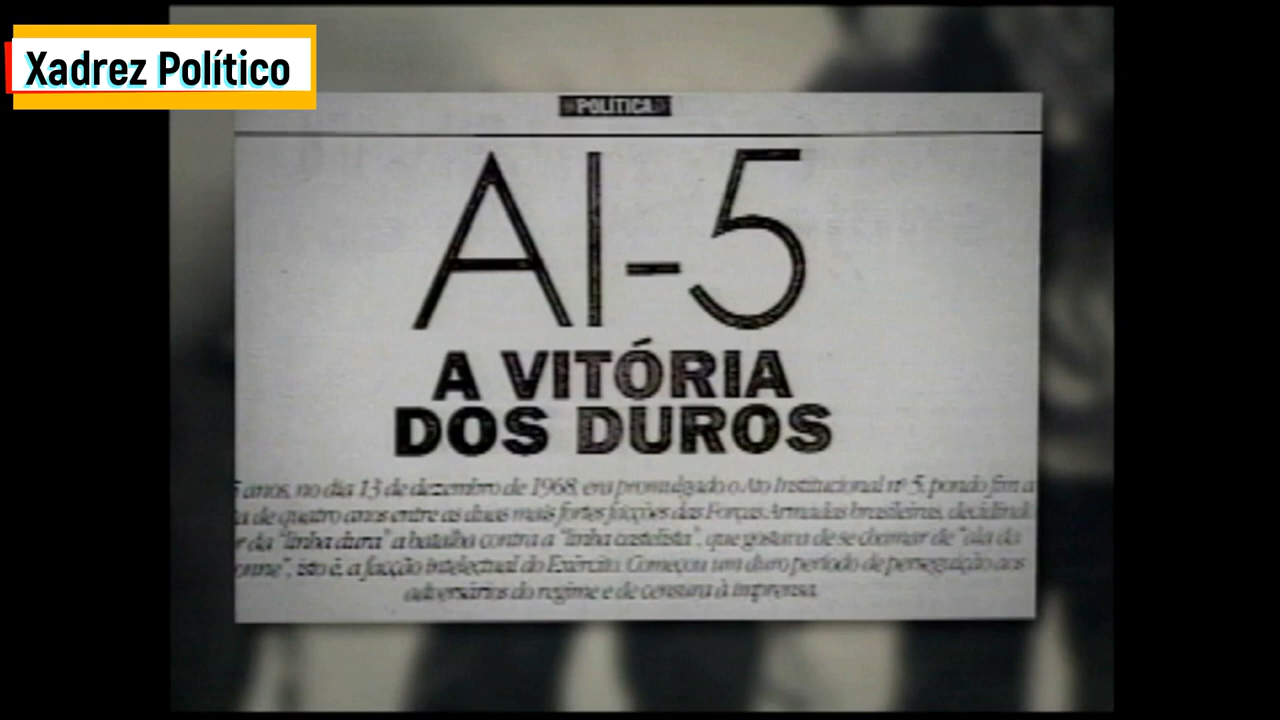 Xadrez Político
POLÍTICA
AI-5
A VITÓRIA
DOS DUROS
anos, no dia 13 de dezembro de 1968, era promulgado o Ato Institucional nº 5, pondo fim a
de quatro anos entre as duas mais fortes facções das Forças Armadas brasileiras, decidindo
da "linha dura" a batalha contra a "linha castelista", que gostava de se chamar de "ala da
isto é, a facção intelectual do Exército. Começou um duro período de perseguição aos
adversários do regime e de censura à imprensa.